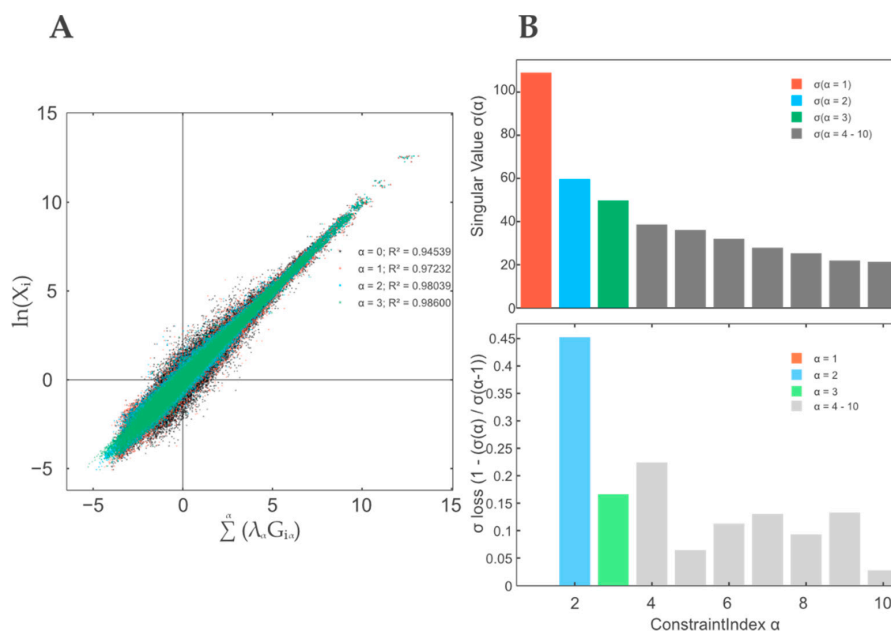 A
ln(Xᵢ)
15
10
5
0
−5
α = 0; R² = 0.94539
α = 1; R² = 0.97232
α = 2; R² = 0.98039
α = 3; R² = 0.98600
−5
0
5
10
15
α
∑ (λαGiα)
B
Singular Value σ(α)
100
80
60
40
20
0
σ(α = 1)
σ(α = 2)
σ(α = 3)
σ(α = 4 - 10)
σ loss (1 - (σ(α) / σ(α-1))
0.45
0.4
0.35
0.3
0.25
0.2
0.15
0.1
0.05
0
α = 1
α = 2
α = 3
α = 4 - 10
2
4
6
8
10
ConstraintIndex α